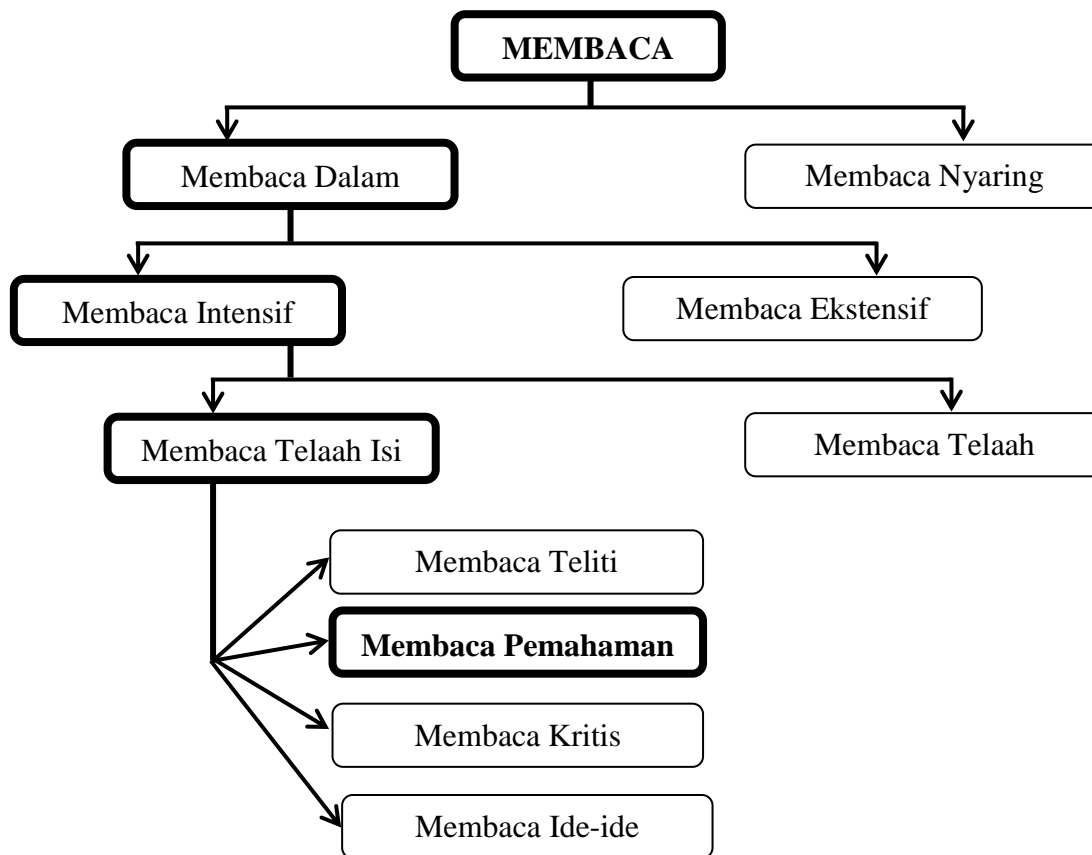 MEMBACA
Membaca Dalam
Membaca Nyaring
Membaca Intensif
Membaca Ekstensif
Membaca Telaah Isi
Membaca Telaah
Membaca Teliti
Membaca Pemahaman
Membaca Kritis
Membaca Ide-ide